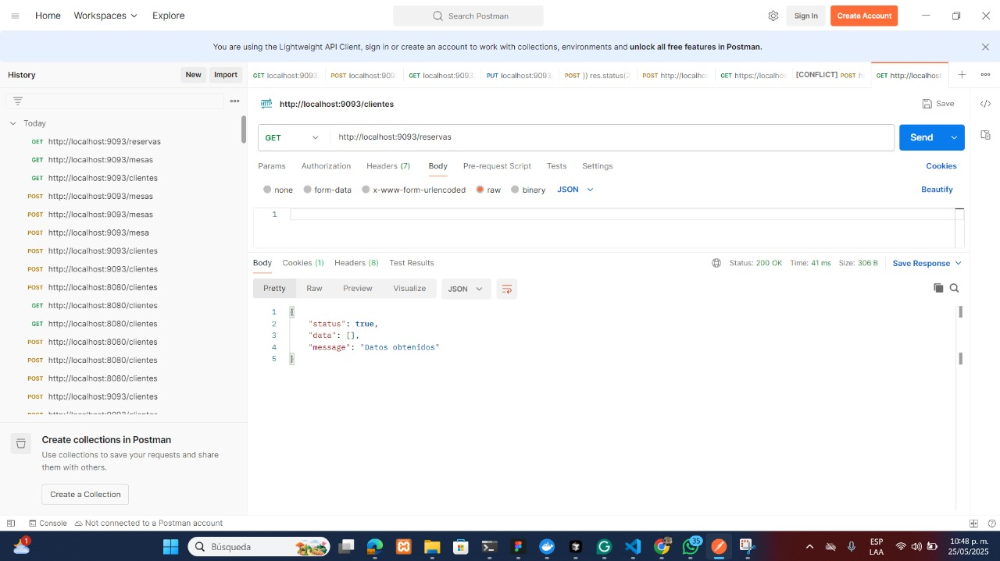 Home Workspaces Explore Search Postman Sign In Create Account
You are using the Lightweight API Client, sign in or create an account to work with collections, environments and unlock all free features in Postman.
History New Import
GET localhost:9093. POST localhost:909. GET localhost:9093. PUT localhost:9093. POST }) res.status(2 POST http://localho GET https://localhos [CONFLICT] POST h GET http://localhost
Today
GET http://localhost:9093/reservas
GET http://localhost:9093/mesas
GET http://localhost:9093/clientes
POST http://localhost:9093/mesas
POST http://localhost:9093/mesas
POST http://localhost:9093/mesa
POST http://localhost:9093/clientes
POST http://localhost:9093/clientes
POST http://localhost:8080/clientes
GET http://localhost:8080/clientes
GET http://localhost:8080/clientes
POST http://localhost:8080/clientes
POST http://localhost:8080/clientes
POST http://localhost:8080/clientes
POST http://localhost:9093/clientes
POST http://localhost:9093/clientes
Create collections in Postman
Use collections to save your requests and share
them with others.
Create a Collection
HTTP http://localhost:9093/clientes Save
GET http://localhost:9093/reservas Send
Params Authorization Headers (7) Body Pre-request Script Tests Settings Cookies
none form-data x-www-form-urlencoded raw binary JSON Beautify
1
Body Cookies (1) Headers (8) Test Results Status: 200 OK Time: 41 ms Size: 306 B Save Response
Pretty Raw Preview Visualize JSON
1 {
2 "status": true,
3 "data": [],
4 "message": "Datos obtenidos"
5 }
Console Not connected to a Postman account
1 Búsqueda 35 ESP LAA 10:48 p. m.
25/05/2025